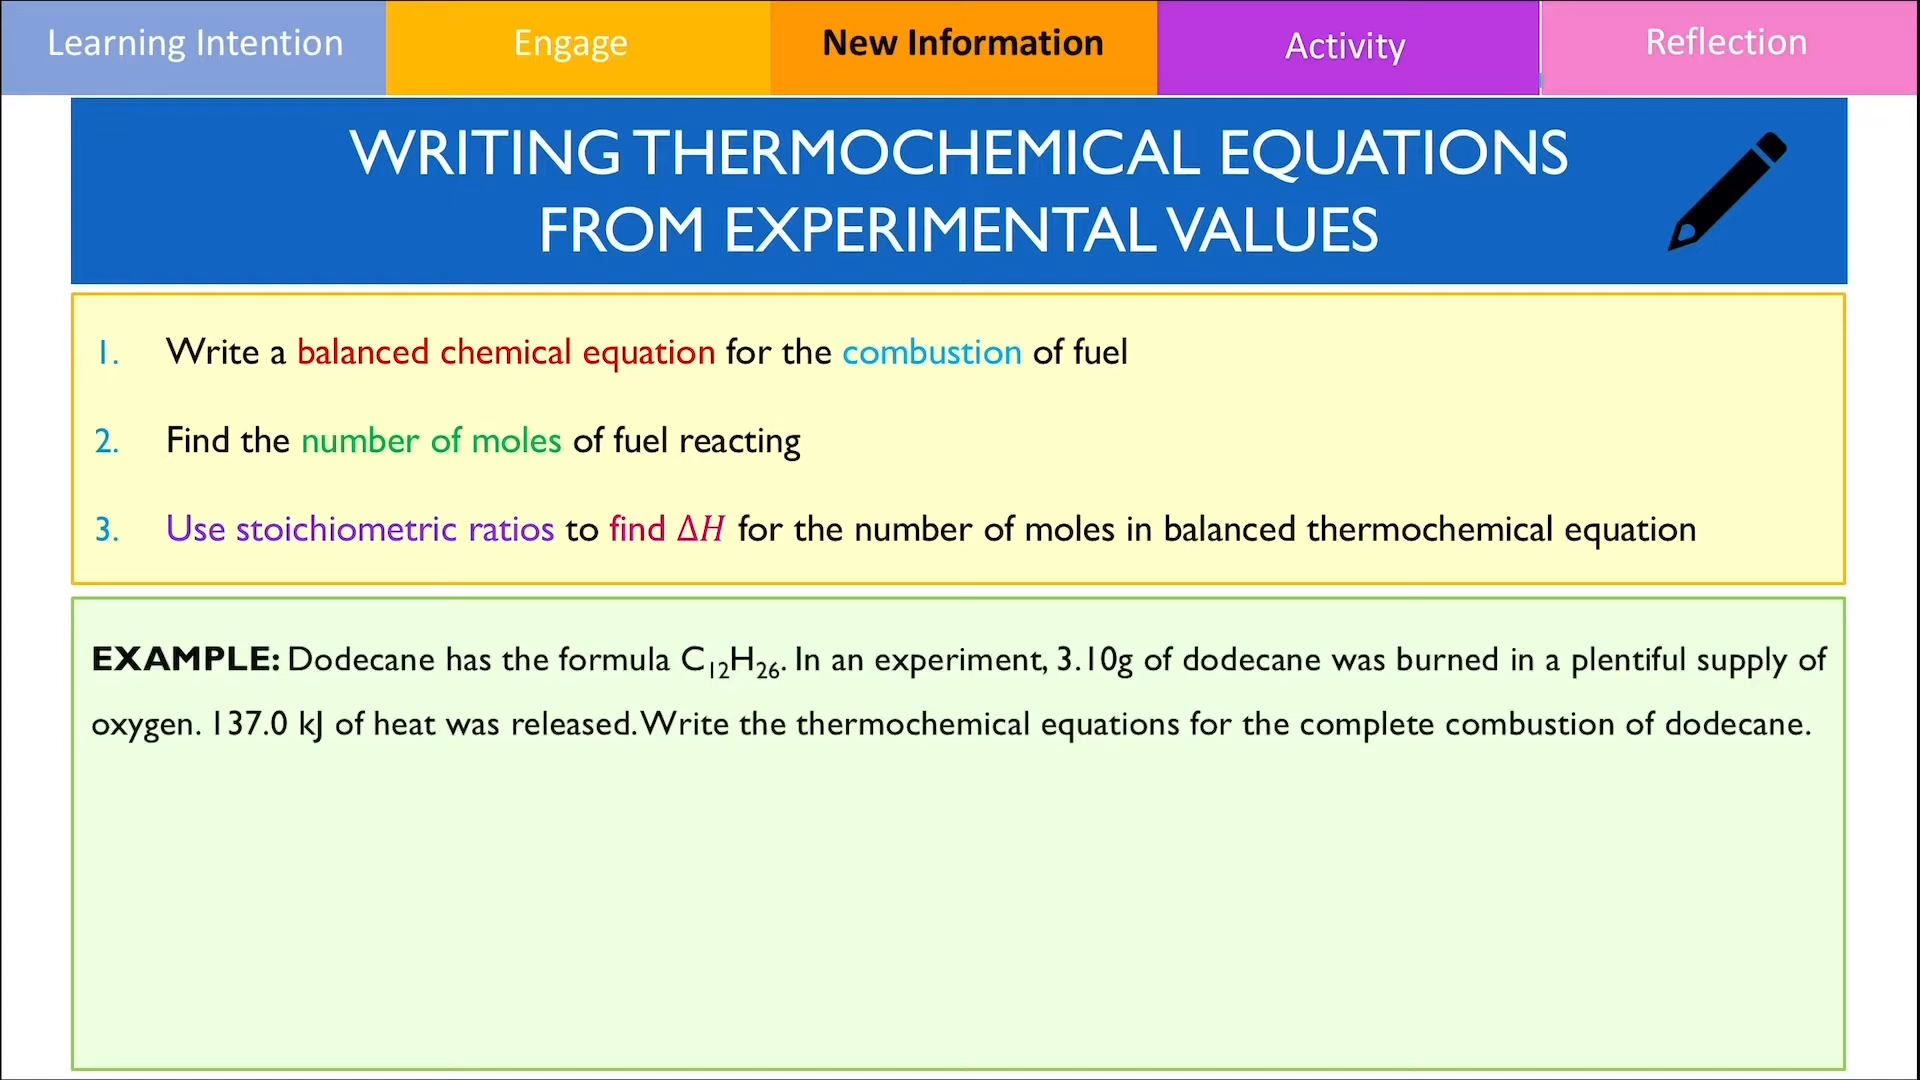 Learning Intention
Engage
New Information
Activity
Reflection
WRITING THERMOCHEMICAL EQUATIONS
FROM EXPERIMENTAL VALUES
1. Write a balanced chemical equation for the combustion of fuel
2. Find the number of moles of fuel reacting
3. Use stoichiometric ratios to find ΔH for the number of moles in balanced thermochemical equation
EXAMPLE: Dodecane has the formula C₁₂H₂₆. In an experiment, 3.10g of dodecane was burned in a plentiful supply of
oxygen. 137.0 kJ of heat was released. Write the thermochemical equations for the complete combustion of dodecane.